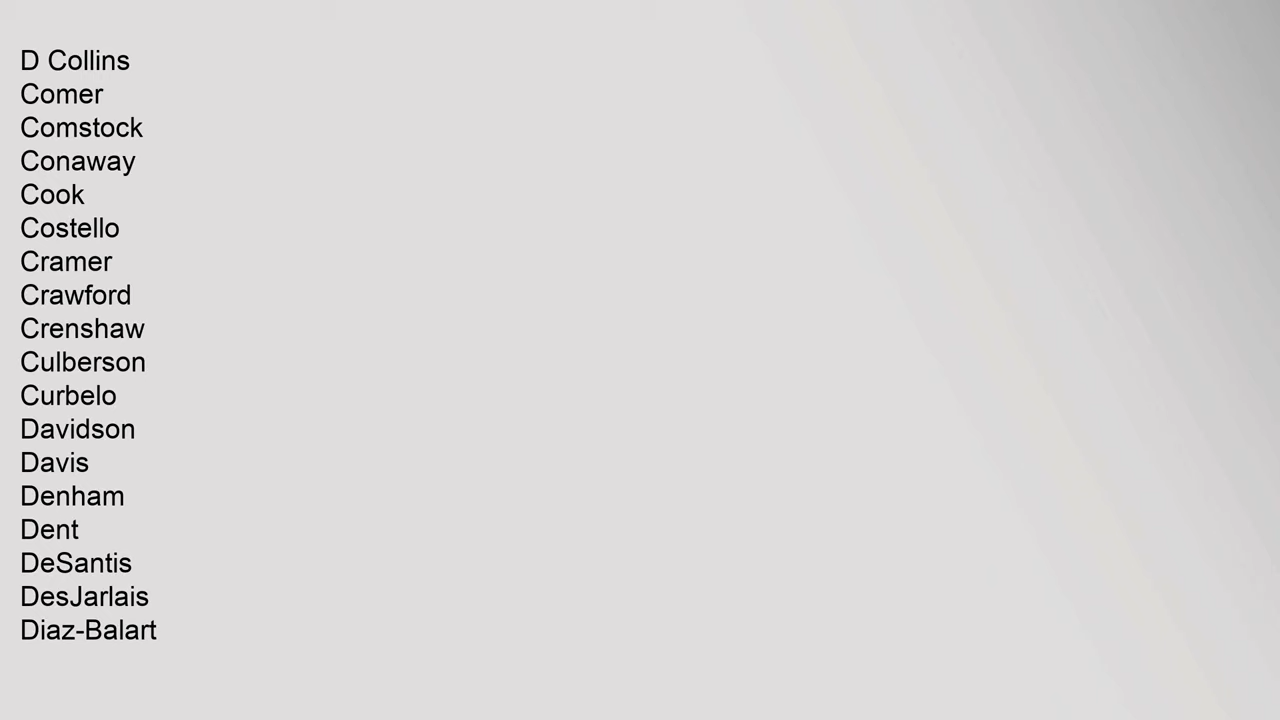 D Collins
Comer
Comstock
Conaway
Cook
Costello
Cramer
Crawford
Crenshaw
Culberson
Curbelo
Davidson
Davis
Denham
Dent
DeSantis
DesJarlais
Diaz-Balart